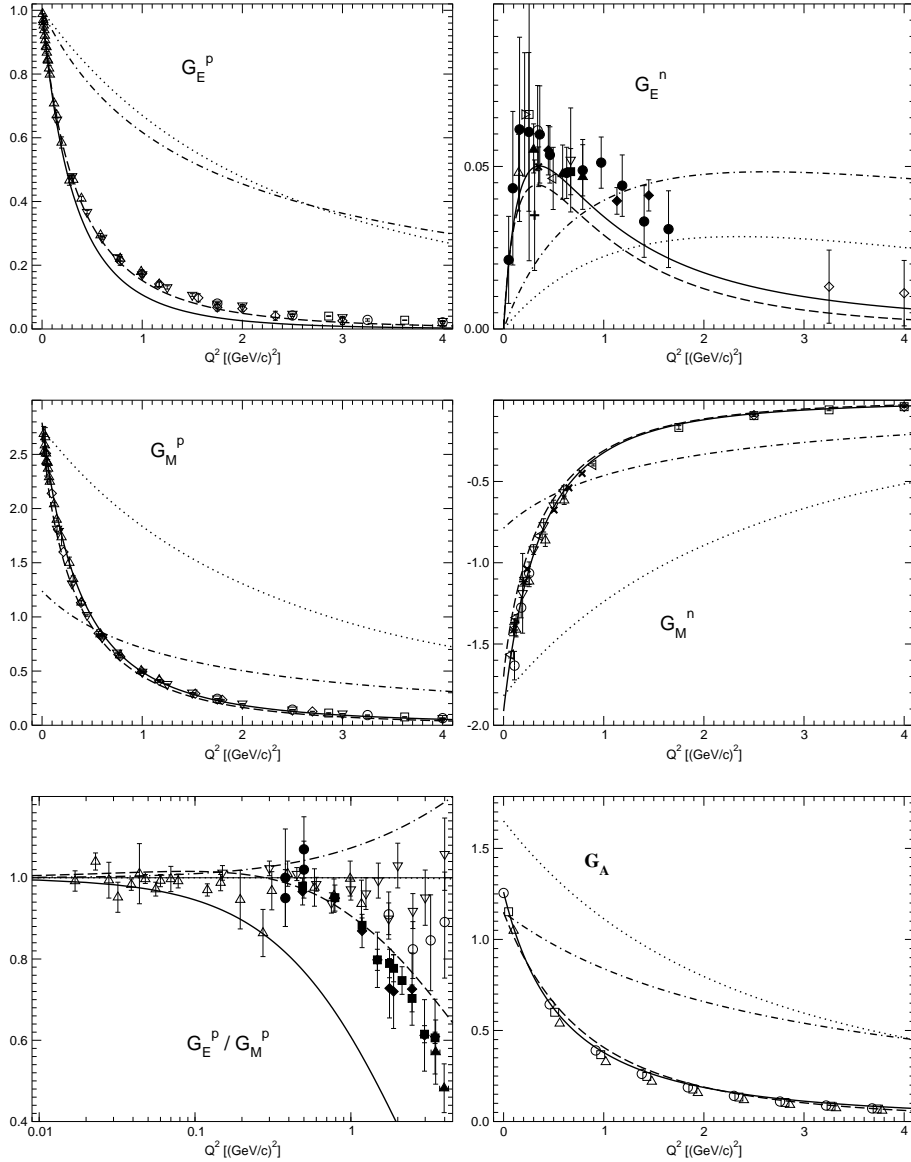 1.0
0.8
0.6
0.4
0.2
0.0
G_E^p
0 1 2 3 4
Q^2 [(GeV/c)^2]
0.05
0.00
G_E^n
0 1 2 3 4
Q^2 [(GeV/c)^2]
2.5
2.0
1.5
1.0
0.5
0.0
G_M^p
0 1 2 3 4
Q^2 [(GeV/c)^2]
-0.5
-1.0
-1.5
-2.0
G_M^n
0 1 2 3 4
Q^2 [(GeV/c)^2]
1.0
0.8
0.6
0.4
G_E^p / G_M^p
0.01 0.1 1
Q^2 [(GeV/c)^2]
1.5
1.0
0.5
0.0
G_A
0 1 2 3 4
Q^2 [(GeV/c)^2]